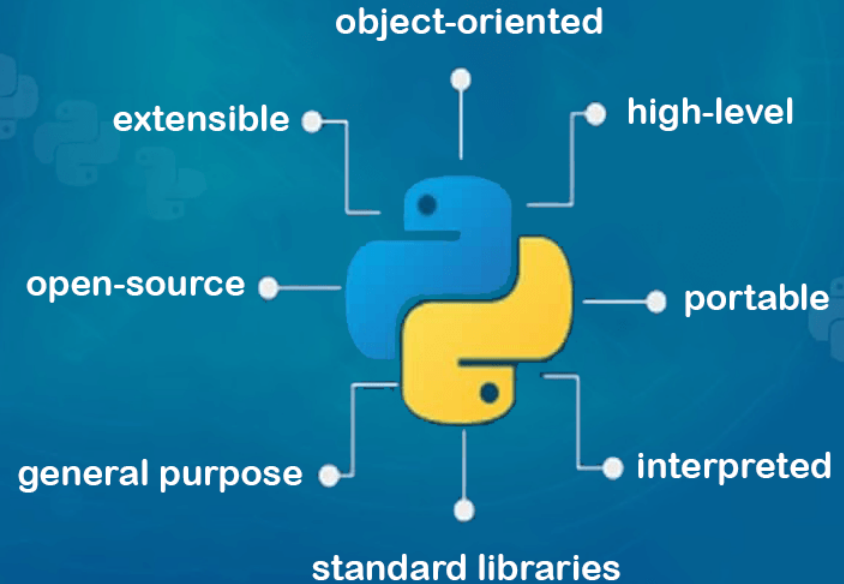 object-oriented
extensible
high-level
open-source
portable
general purpose
interpreted
standard libraries